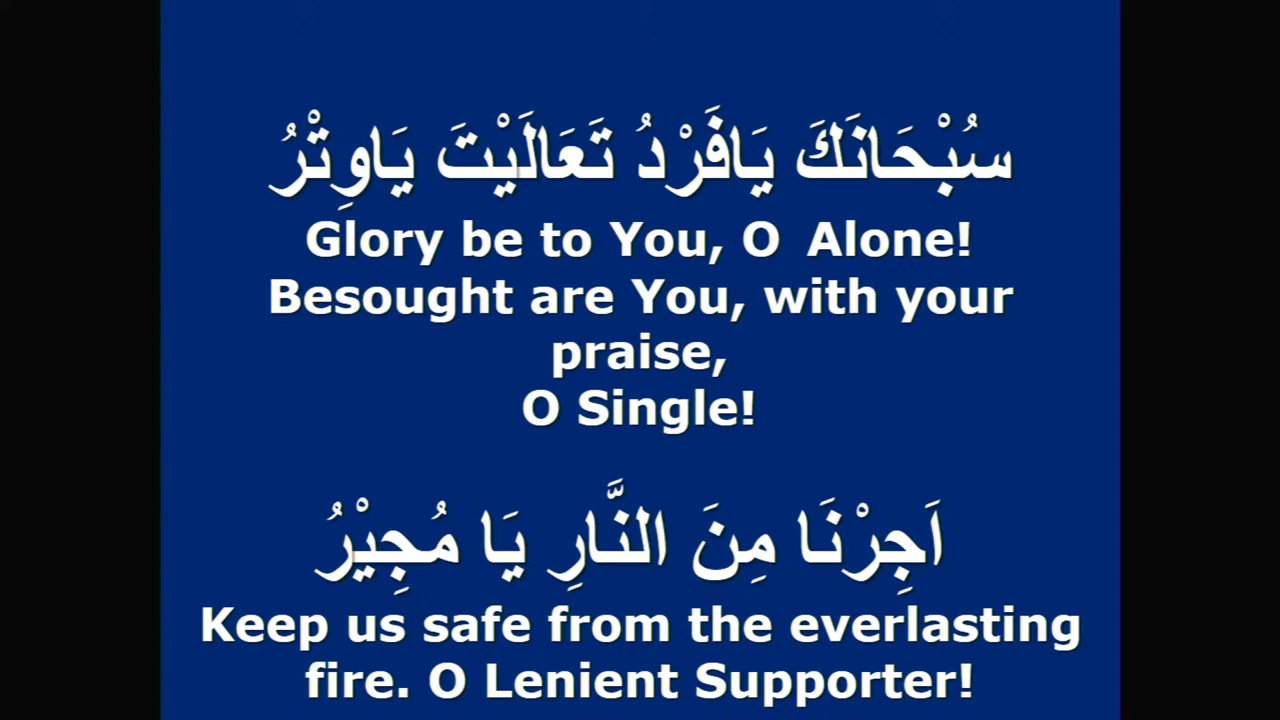 سُبْحَانَكَ يَافَرْدُ تَعَالَيْتَ يَاوِتْرُ
Glory be to You, O Alone!
Besought are You, with your
praise,
O Single!
اَجِرْنَا مِنَ النَّارِ يَا مُجِيْرُ
Keep us safe from the everlasting
fire. O Lenient Supporter!